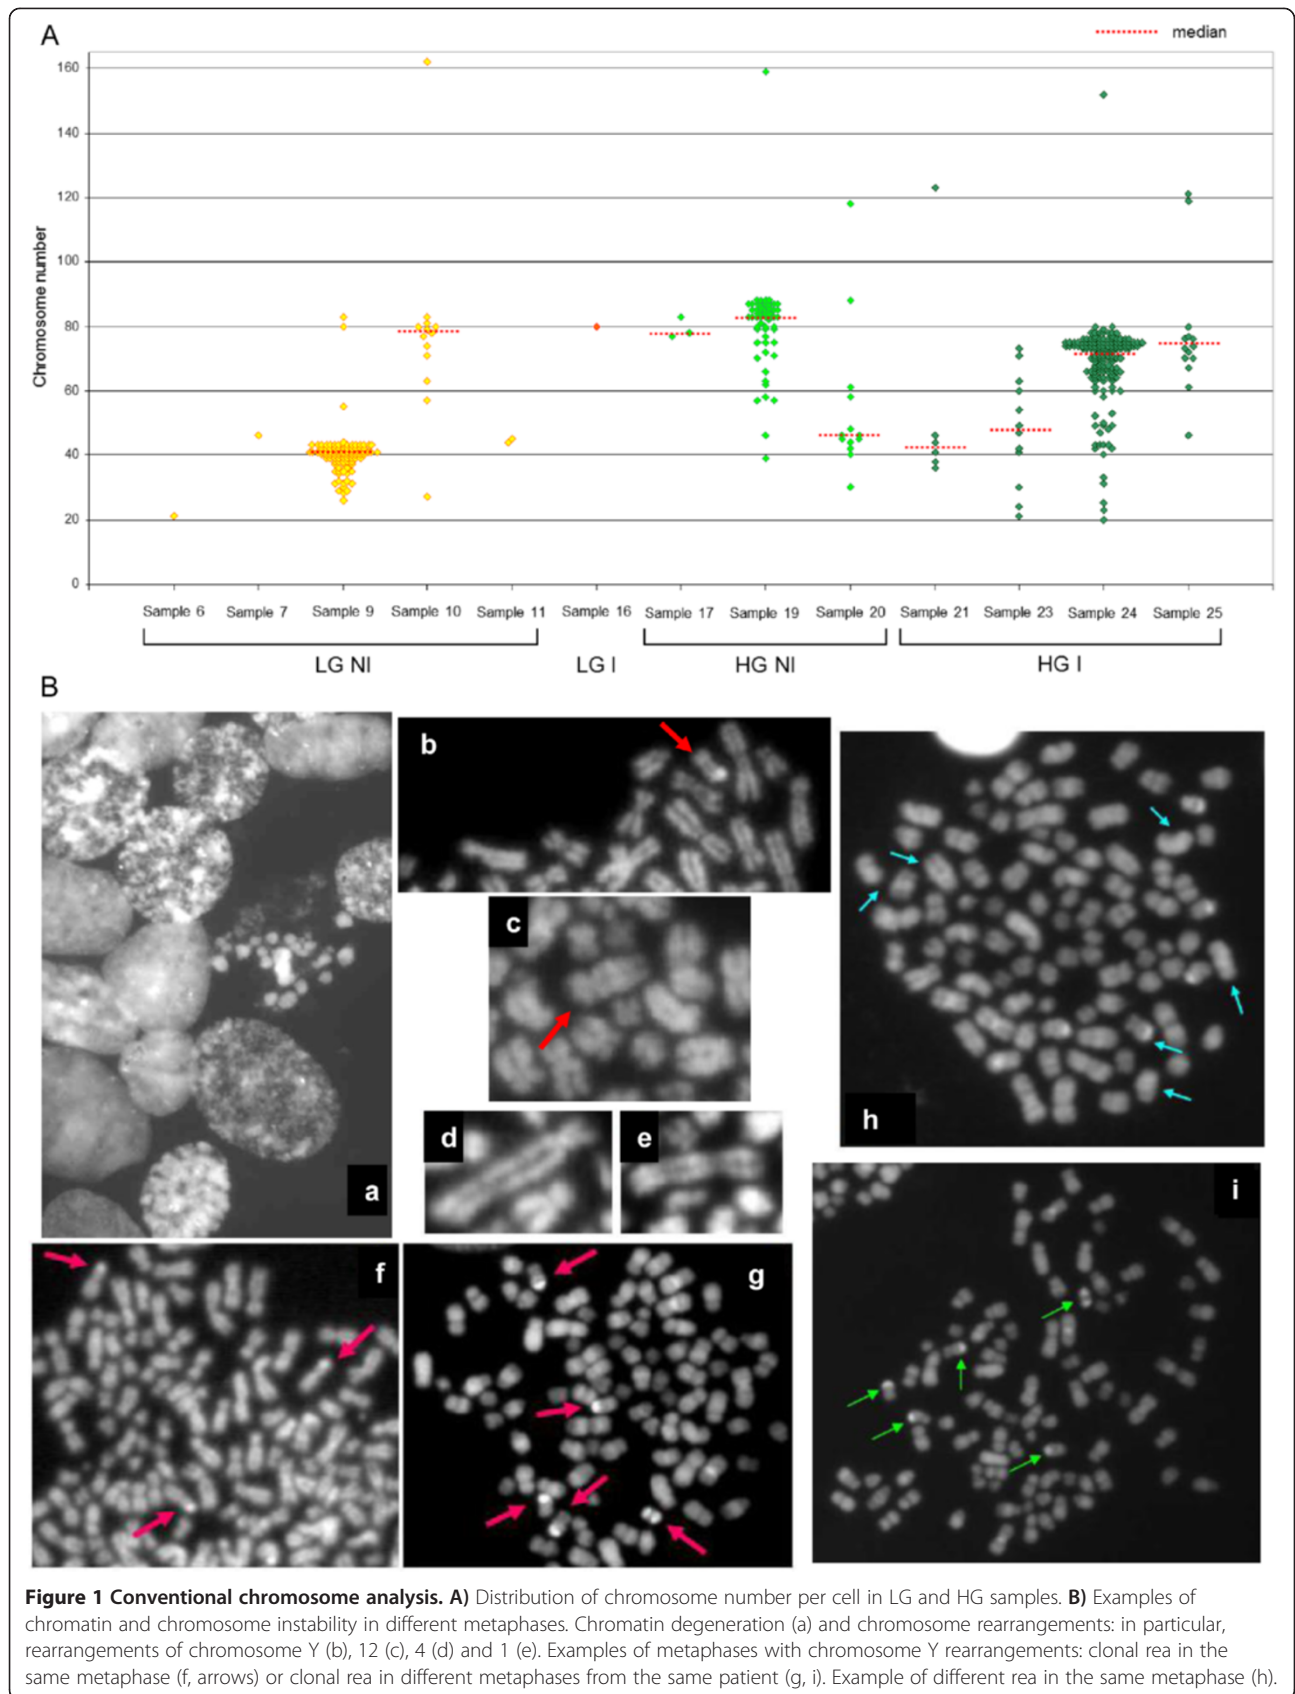 A
median
160
140
120
100
80
60
40
20
0
Chromosome number
Sample 6 Sample 7 Sample 9 Sample 10 Sample 11 Sample 16 Sample 17 Sample 19 Sample 20 Sample 21 Sample 23 Sample 24 Sample 25
LG NI LG I HG NI HG I
B
a
b
c
d
e
f
g
h
i
Figure 1 Conventional chromosome analysis. A) Distribution of chromosome number per cell in LG and HG samples. B) Examples of
chromatin and chromosome instability in different metaphases. Chromatin degeneration (a) and chromosome rearrangements: in particular,
rearrangements of chromosome Y (b), 12 (c), 4 (d) and 1 (e). Examples of metaphases with chromosome Y rearrangements: clonal rea in the
same metaphase (f, arrows) or clonal rea in different metaphases from the same patient (g, i). Example of different rea in the same metaphase (h).